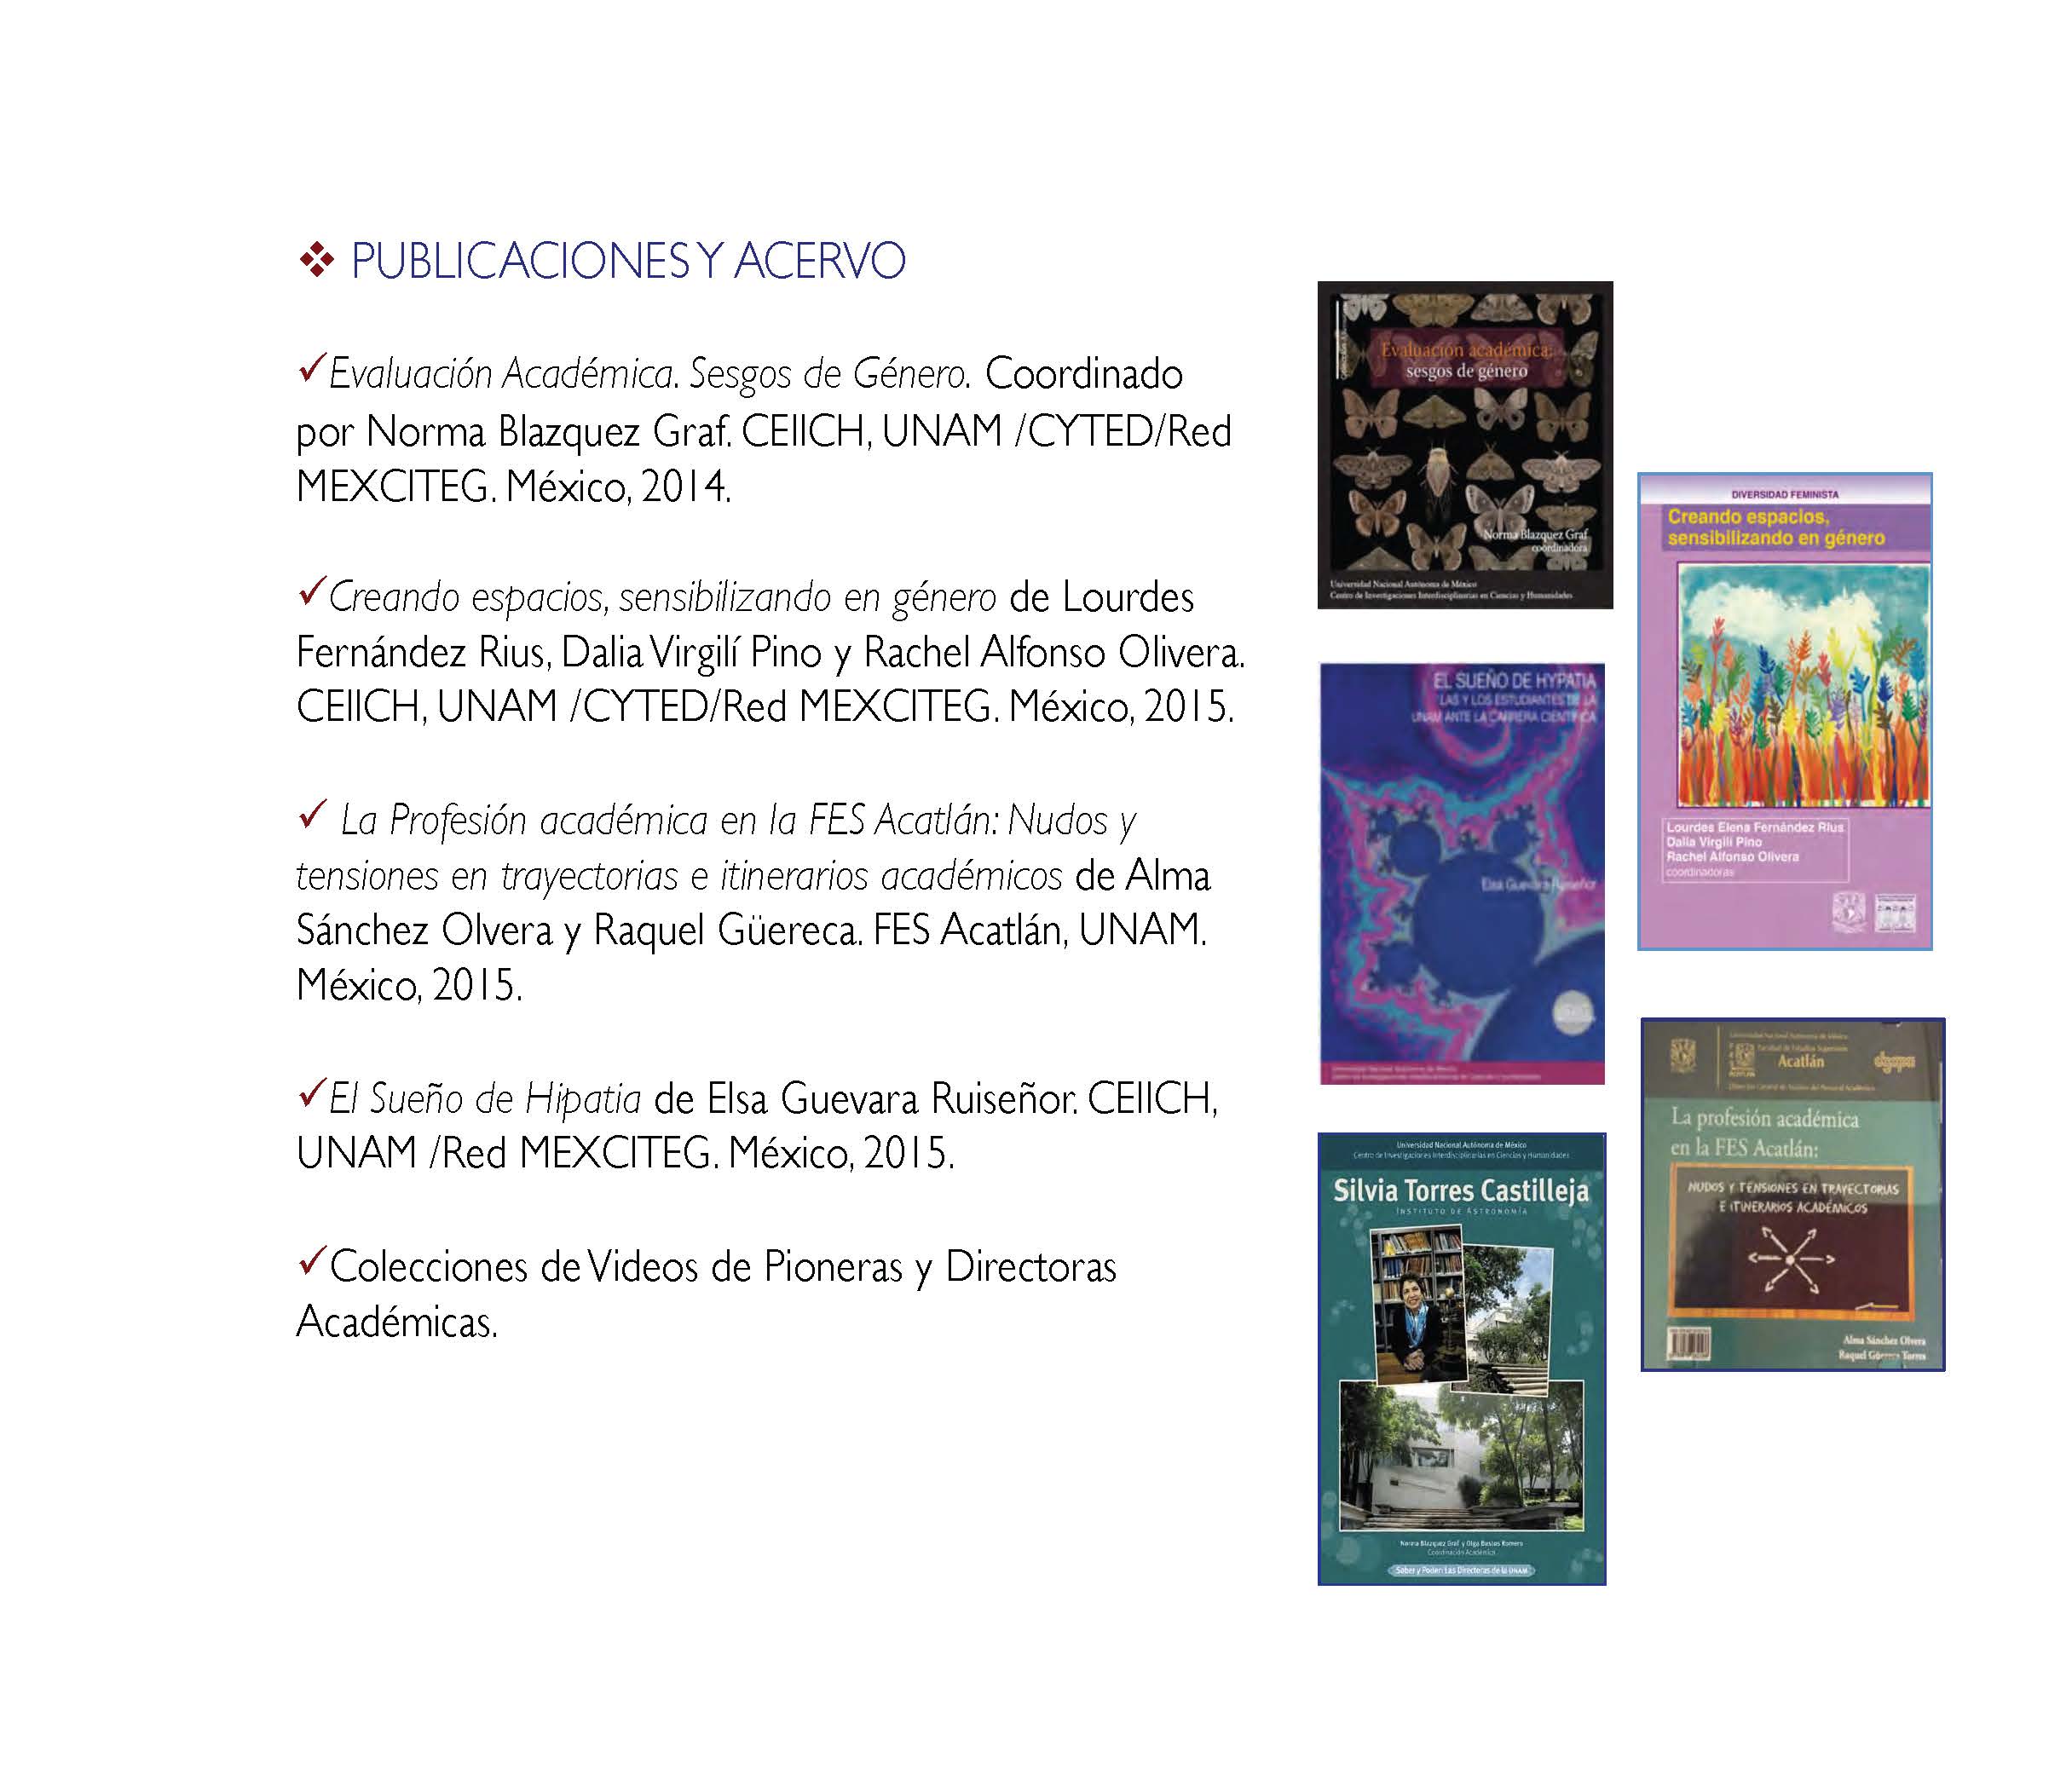 ❖ PUBLICACIONES Y ACERVO
✓Evaluación Académica. Sesgos de Género. Coordinado
por Norma Blazquez Graf. CEIICH, UNAM /CYTED/Red
MEXCITEG. México, 2014.
✓Creando espacios, sensibilizando en género de Lourdes
Fernández Rius, Dalia Virgilí Pino y Rachel Alfonso Olivera.
CEIICH, UNAM /CYTED/Red MEXCITEG. México, 2015.
✓ La Profesión académica en la FES Acatlán: Nudos y
tensiones en trayectorias e itinerarios académicos de Alma
Sánchez Olvera y Raquel Güereca. FES Acatlán, UNAM.
México, 2015.
✓El Sueño de Hipatia de Elsa Guevara Ruiseñor. CEIICH,
UNAM /Red MEXCITEG. México, 2015.
✓Colecciones de Videos de Pioneras y Directoras
Académicas.
Evaluación académica:
sesgos de género
Norma Blazquez Graf
coordinadora
Universidad Nacional Autónoma de México
Centro de Investigaciones Interdisciplinarias en Ciencias y Humanidades
DIVERSIDAD FEMINISTA
Creando espacios,
sensibilizando en género
Lourdes Elena Fernández Rius
Dalia Virgili Pino
Rachel Alfonso Olivera
coordinadoras
EL SUEÑO DE HYPATIA
LAS Y LOS ESTUDIANTES DE LA
UNAM ANTE LA CARRERA CIENTÍFICA
Elsa Guevara Ruiseñor
Universidad Nacional Autónoma de México
Facultad de Estudios Superiores
Acatlán
dgapa
Dirección General de Asuntos del Personal Académico
La profesión académica
en la FES Acatlán:
NUDOS Y TENSIONES EN TRAYECTORIAS
E ITINERARIOS ACADÉMICOS
Alma Sánchez Olvera
Raquel Güereca Torres
Universidad Nacional Autónoma de México
Centro de Investigaciones Interdisciplinarias en Ciencias y Humanidades
Silvia Torres Castilleja
INSTITUTO DE ASTRONOMÍA
Norma Blazquez Graf y Olga Bustos Romero
Coordinación Académica
Saber y Poder: Las Directoras de la UNAM